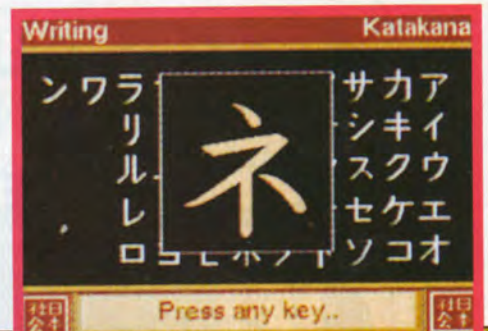 Writing Katakana
ン ワ ラ サ カ ア
リ シ キ イ
ル ス ク ウ
レ セ ケ エ
ロ ソ コ オ
ネ
Press any key..